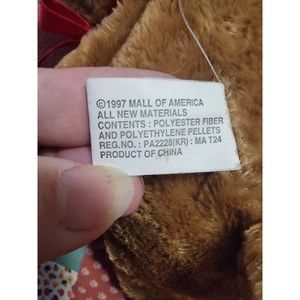 ©1997 MALL OF AMERICA
ALL NEW MATERIALS
CONTENTS : POLYESTER FIBER
AND POLYETHYLENE PELLETS
REG.NO. : PA2228(KR) : MA T24
PRODUCT OF CHINA